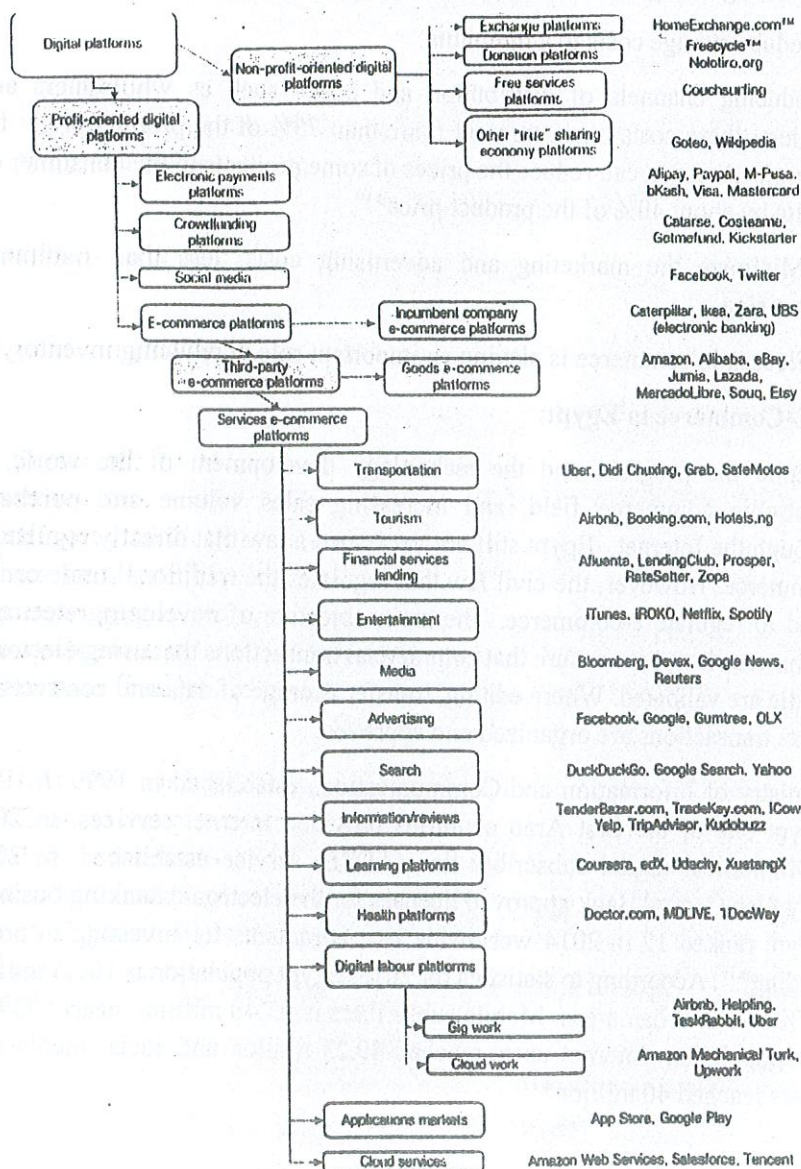 Digital platforms
Exchange platforms
HomeExchange.com™
Donation platforms
Freecycle™
Nolotiro.org
Non-profit-oriented digital
platforms
Free services
platforms
Couchsurfing
Other "true" sharing
economy platforms
Goteo, Wikipedia
Profit-oriented digital
platforms
Electronic payments
platforms
Alipay, Paypal, M-Pesa,
bKash, Visa, Mastercard
Crowdfunding
platforms
Catarse, Costeamu,
Gofmefund, Kickstarter
Social media
Facebook, Twitter
E-commerce platforms
Incumbent company
e-commerce platforms
Caterpillar, Ikea, Zara, UBS
(electronic banking)
Third-party
e-commerce platforms
Goods e-commerce
platforms
Amazon, Alibaba, eBay,
Jumia, Lazada,
MercadoLibre, Souq, Etsy
Services e-commerce
platforms
Transportation
Uber, Didi Chuxing, Grab, SafeMotos
Tourism
Airbnb, Booking.com, Hotels.ng
Financial services
lending
Afluenta, LendingClub, Prosper,
RateSetter, Zopa
Entertainment
iTunes, IROKO, Netflix, Spotify
Media
Bloomberg, Devex, Google News,
Reuters
Advertising
Facebook, Google, Gumtree, OLX
Search
DuckDuckGo, Google Search, Yahoo
Information/reviews
TenderBazar.com, TradeKey.com, ICow
Yelp, TripAdvisor, Kudobuzz
Learning platforms
Coursera, edX, Udacity, XuetangX
Health platforms
Doctor.com, MDLIVE, 1DocWay
Digital labour platforms
Gig work
Airbnb, Helpling,
TaskRabbit, Uber
Cloud work
Amazon Mechanical Turk,
Upwork
Applications markets
App Store, Google Play
Cloud services
Amazon Web Services, Salesforce, Tencent